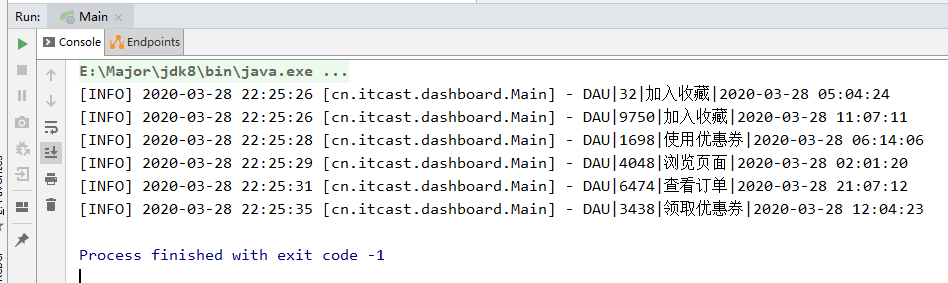 Run: Main
Console Endpoints
E:\Major\jdk8\bin\java.exe ...
[INFO] 2020-03-28 22:25:26 [cn.itcast.dashboard.Main] - DAU|32|加入收藏|2020-03-28 05:04:24
[INFO] 2020-03-28 22:25:26 [cn.itcast.dashboard.Main] - DAU|9750|加入收藏|2020-03-28 11:07:11
[INFO] 2020-03-28 22:25:28 [cn.itcast.dashboard.Main] - DAU|1698|使用优惠券|2020-03-28 06:14:06
[INFO] 2020-03-28 22:25:29 [cn.itcast.dashboard.Main] - DAU|4048|浏览页面|2020-03-28 02:01:20
[INFO] 2020-03-28 22:25:31 [cn.itcast.dashboard.Main] - DAU|6474|查看订单|2020-03-28 21:07:12
[INFO] 2020-03-28 22:25:35 [cn.itcast.dashboard.Main] - DAU|3438|领取优惠券|2020-03-28 12:04:23
Process finished with exit code -1